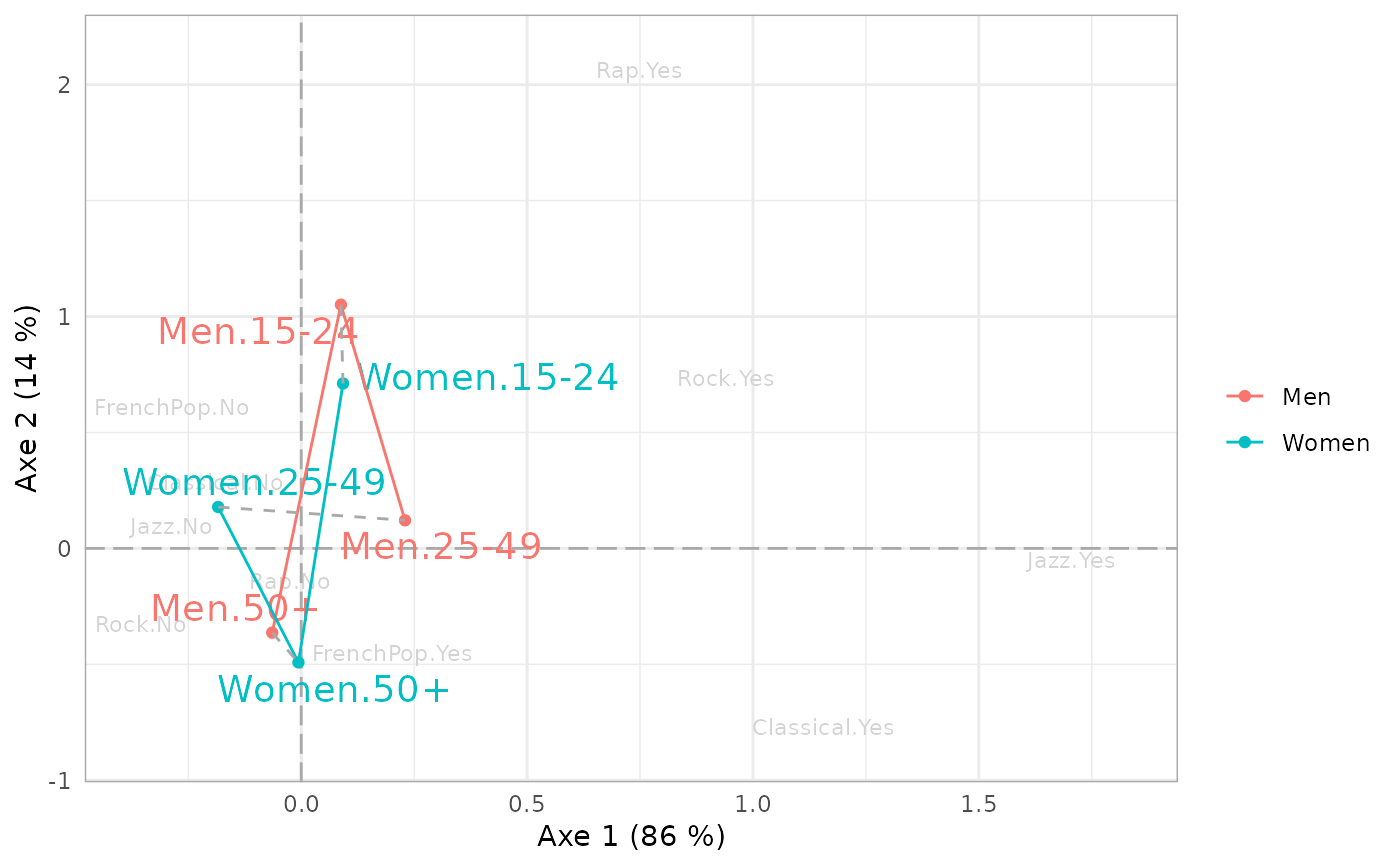 Rap.Yes
2
1
Men.15-24
Women.15-24
Rock.Yes
FrenchPop.No
Men
Women
Women.25-49
Classical.No
Jazz.No
Men.25-49
0
Jazz.Yes
Rap.No
Men.50+
Rock.No
FrenchPop.Yes
Women.50+
Classical.Yes
-1
0.0 0.5 1.0 1.5
Axe 1 (86 %)
Axe 2 (14 %)